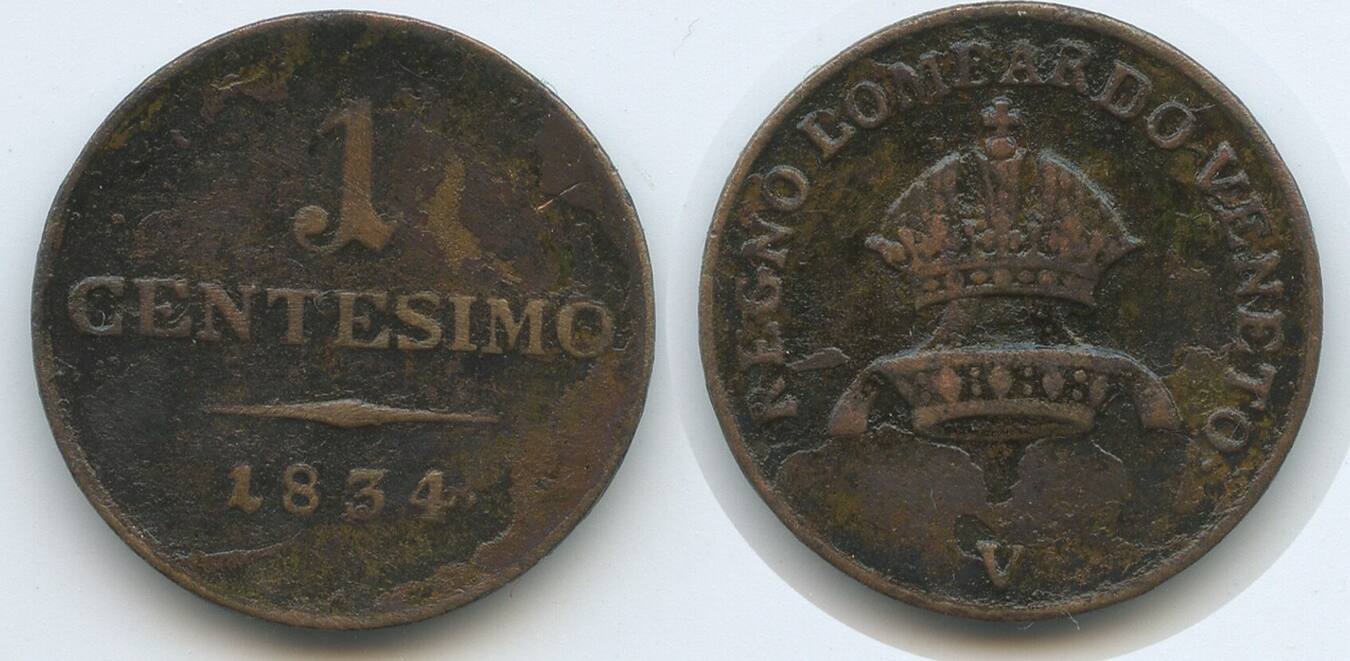 1
CENTESIMO
1834.
REGNO LOMBARDO-VENETO.
V